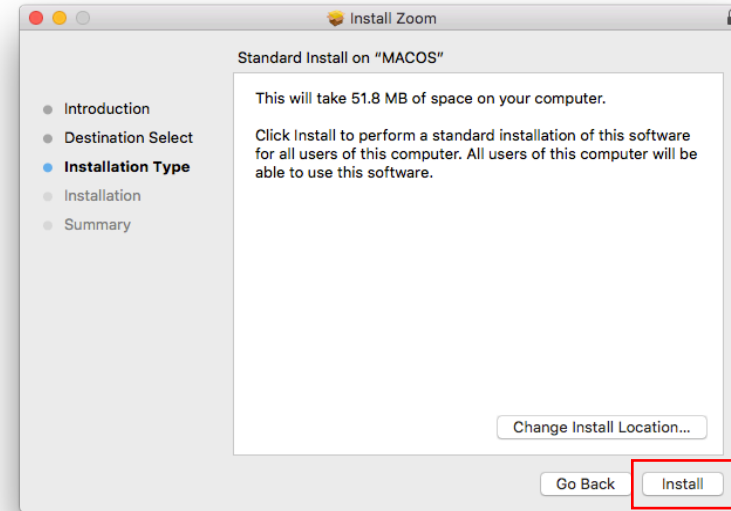 Install Zoom
Standard Install on “MACOS”
Introduction
Destination Select
Installation Type
Installation
Summary
This will take 51.8 MB of space on your computer.
Click Install to perform a standard installation of this software
for all users of this computer. All users of this computer will be
able to use this software.
Change Install Location...
Go Back
Install